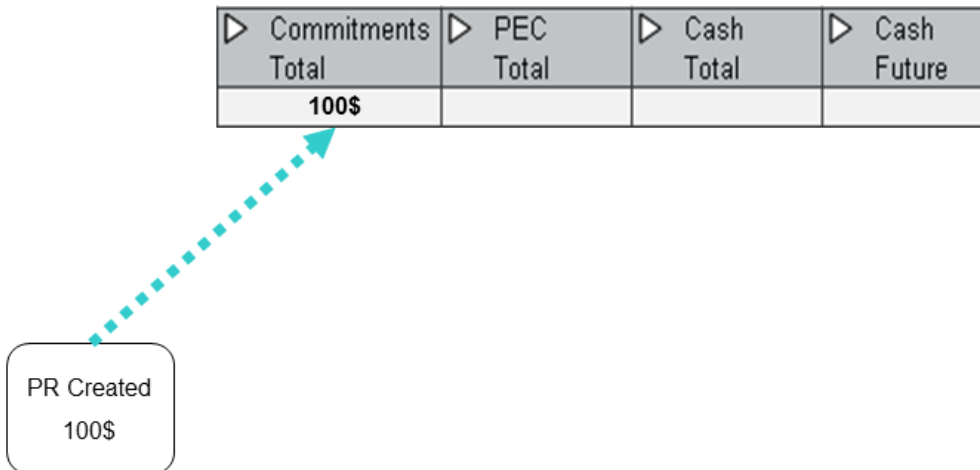 Commitments Total
PEC Total
Cash Total
Cash Future
100$
PR Created
100$